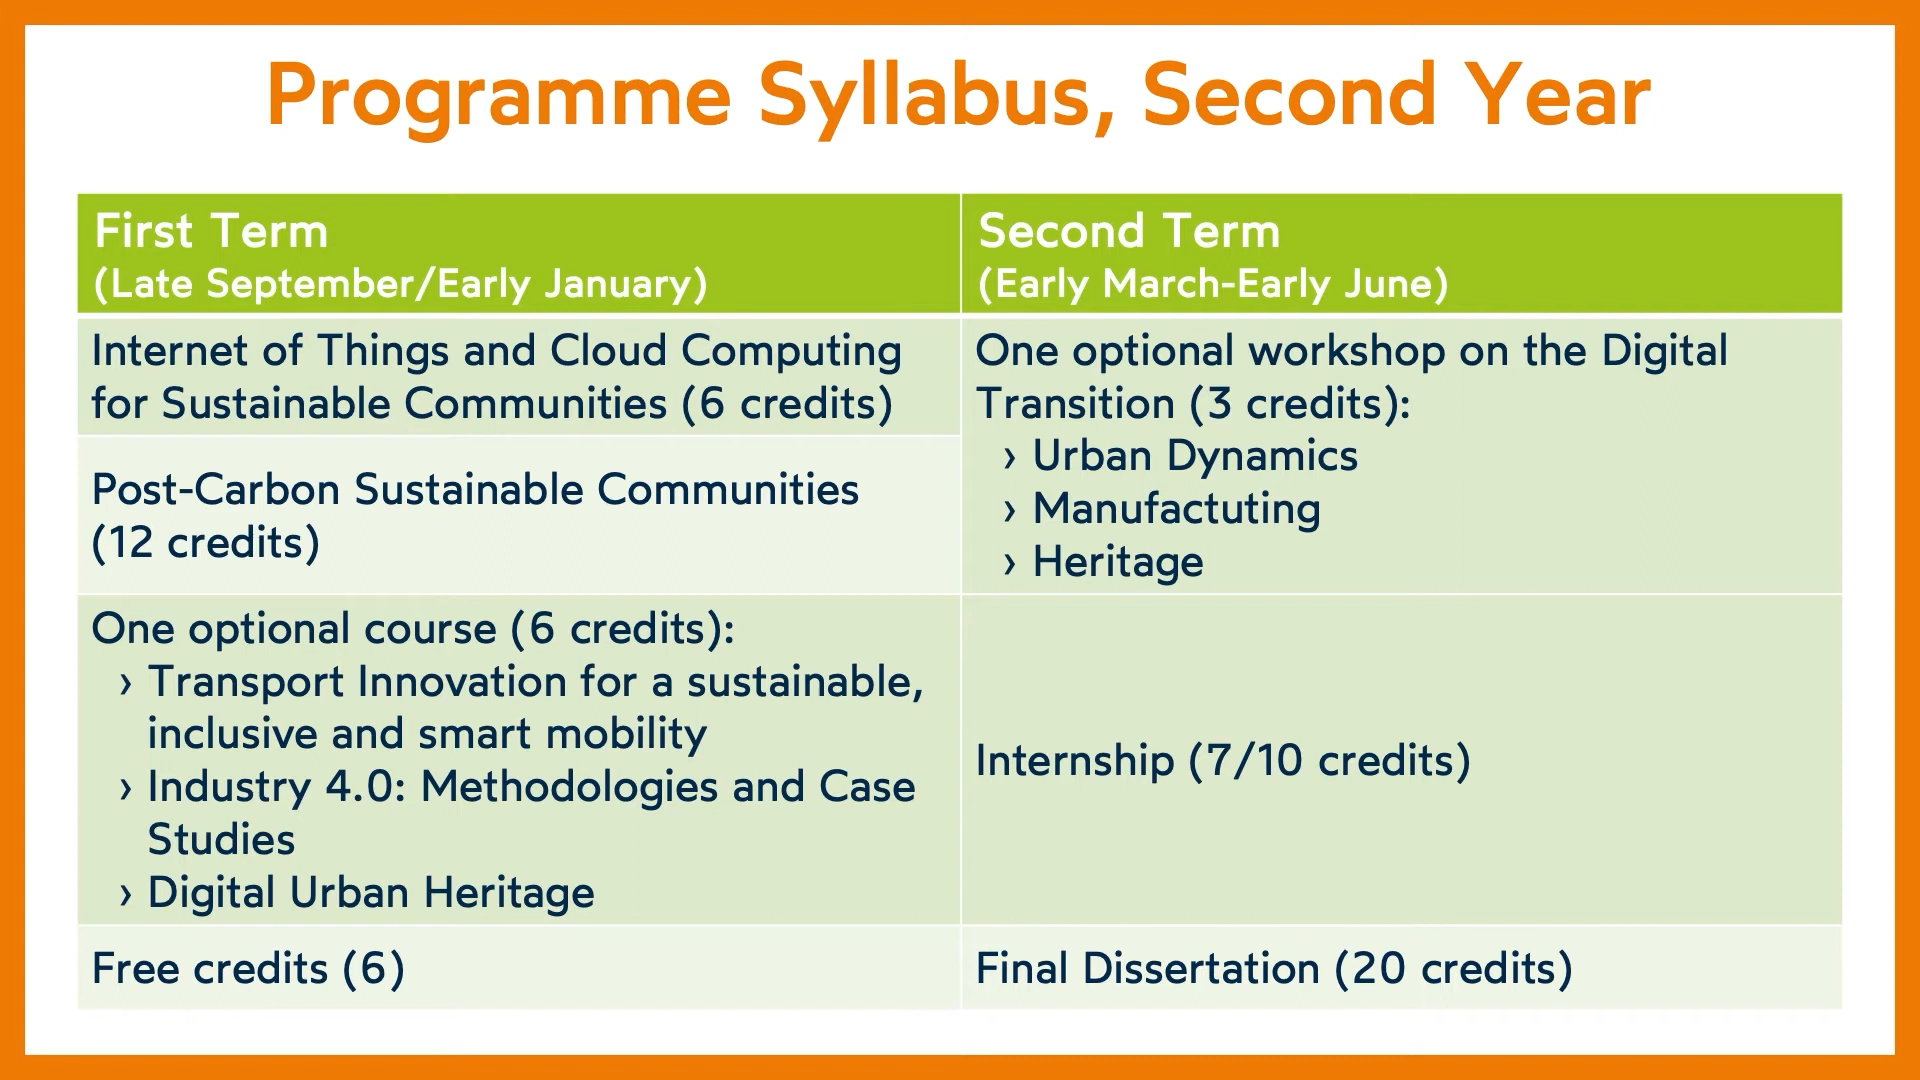 Programme Syllabus, Second Year
First Term
(Late September/Early January)
Second Term
(Early March-Early June)
Internet of Things and Cloud Computing
for Sustainable Communities (6 credits)
Post-Carbon Sustainable Communities
(12 credits)
One optional course (6 credits):
› Transport Innovation for a sustainable,
inclusive and smart mobility
› Industry 4.0: Methodologies and Case
Studies
› Digital Urban Heritage
Free credits (6)
One optional workshop on the Digital
Transition (3 credits):
› Urban Dynamics
› Manufactuting
› Heritage
Internship (7/10 credits)
Final Dissertation (20 credits)